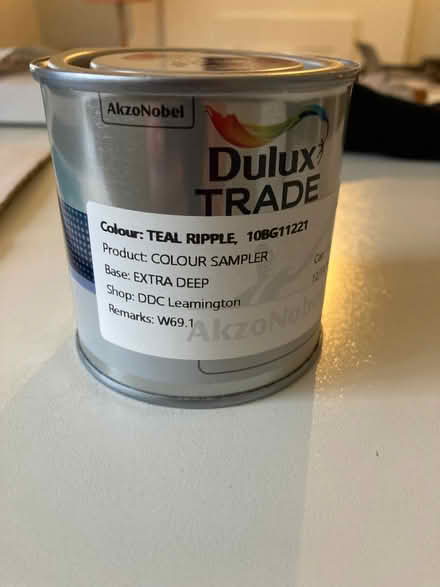 AkzoNobel
Dulux
TRADE
Colour: TEAL RIPPLE, 10BG11221
Product: COLOUR SAMPLER
Base: EXTRA DEEP
Shop: DDC Leamington
Remarks: W69.1
AkzoNobel